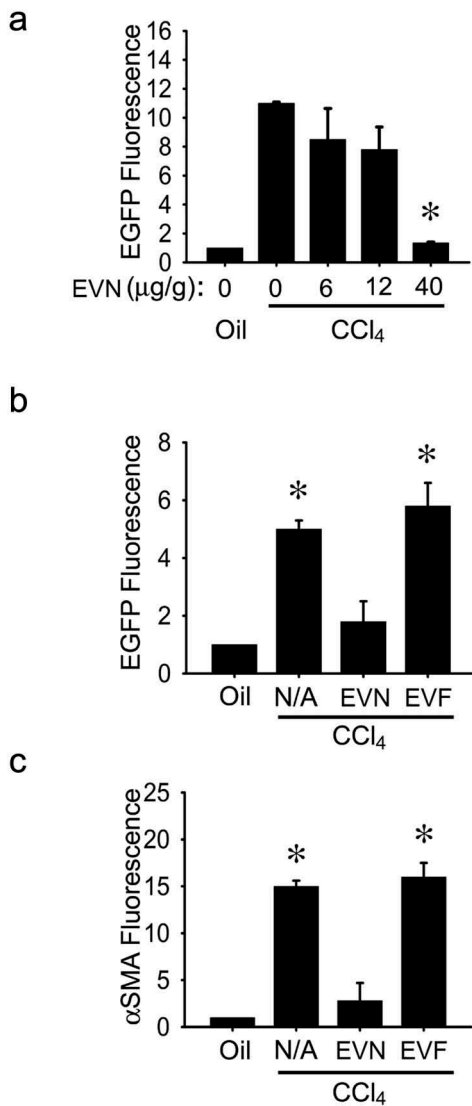 a
EGFP Fluorescence
16
14
12
10
8
6
4
2
0
*
EVN (μg/g): 0 0 6 12 40
Oil CCl₄
b
EGFP Fluorescence
8
6
4
2
0
* *
Oil N/A EVN EVF
CCl₄
c
αSMA Fluorescence
25
20
15
10
5
0
* *
Oil N/A EVN EVF
CCl₄